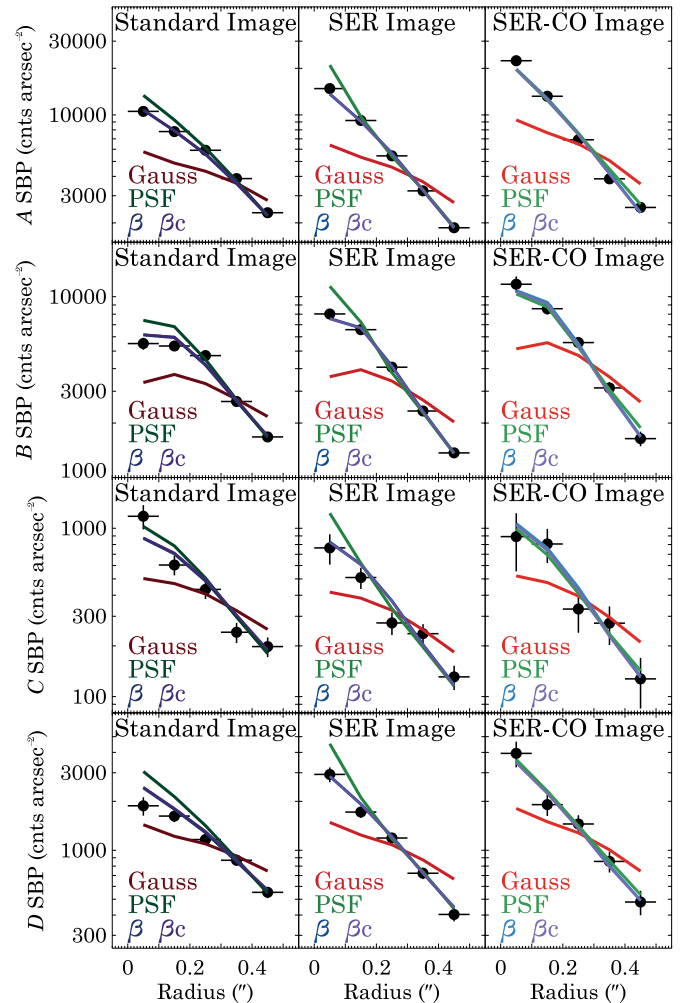 Standard Image SER Image SER-CO Image
A SBP (cnts arcsec⁻²)
30000
10000
3000
Gauss Gauss Gauss
PSF PSF PSF
β βc β βc β βc
Standard Image SER Image SER-CO Image
B SBP (cnts arcsec⁻²)
10000
3000
1000
Gauss Gauss Gauss
PSF PSF PSF
β βc β βc β βc
Standard Image SER Image SER-CO Image
C SBP (cnts arcsec⁻²)
1000
300
100
Gauss Gauss Gauss
PSF PSF PSF
β βc β βc β βc
Standard Image SER Image SER-CO Image
D SBP (cnts arcsec⁻²)
3000
1000
300
Gauss Gauss Gauss
PSF PSF PSF
β βc β βc β βc
0 0.2 0.4 0 0.2 0.4 0 0.2 0.4
Radius (″) Radius (″) Radius (″)